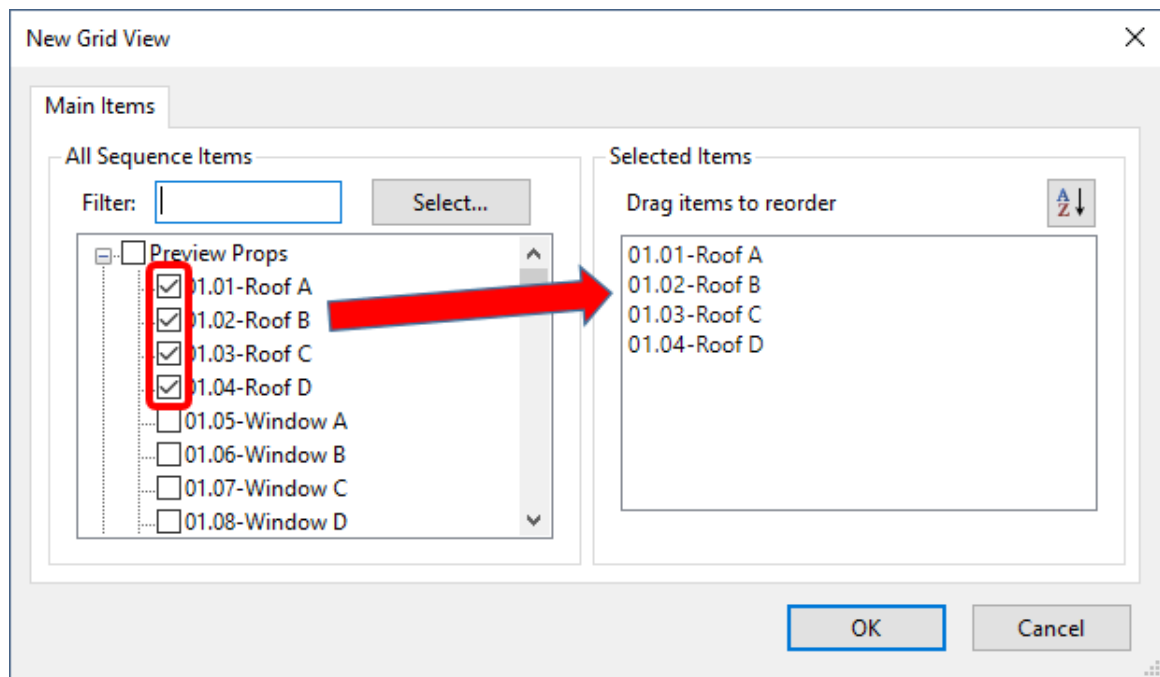 New Grid View
Main Items
All Sequence Items
Filter:
Select...
Preview Props
01.01-Roof A
01.02-Roof B
01.03-Roof C
01.04-Roof D
01.05-Window A
01.06-Window B
01.07-Window C
01.08-Window D
Selected Items
Drag items to reorder
A
Z
01.01-Roof A
01.02-Roof B
01.03-Roof C
01.04-Roof D
OK
Cancel